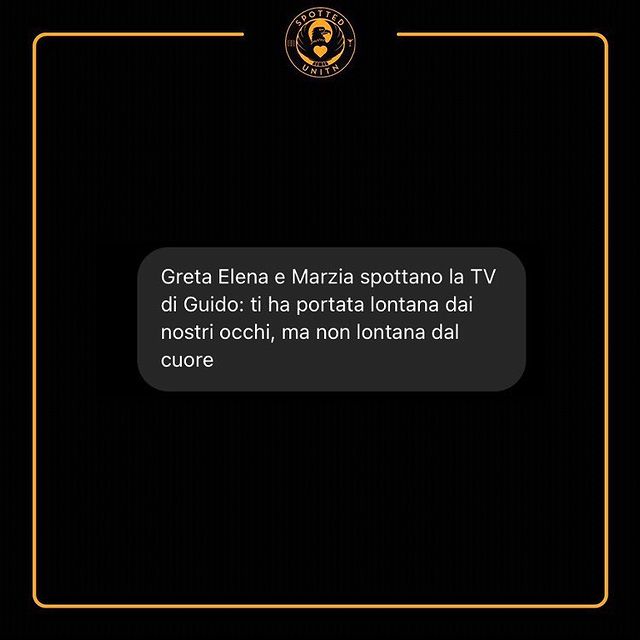 SPOTTED
UNITN
Greta Elena e Marzia spottano la TV
di Guido: ti ha portata lontana dai
nostri occhi, ma non lontana dal
cuore